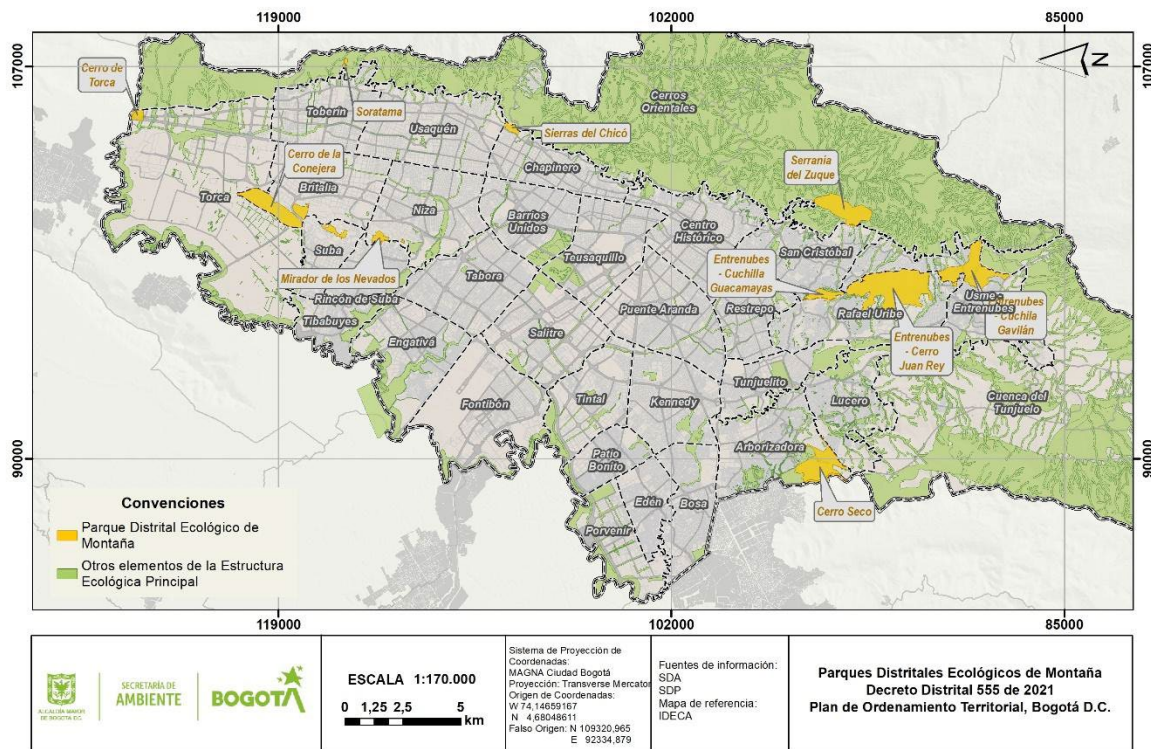 119000
102000
85000
107000
107000
N
Cerro de
Torca
Toberín
Soratama
Usaquén
Cerros
Orientales
Sierras del Chicó
Cerro de la
Conejera
Chapinero
Serranía
del Zuque
Torca
Britalia
Niza
Barrios
Unidos
Centro
Histórico
Suba
San Cristóbal
Teusaquillo
Entrenubes
- Cuchilla
Guacamayas
Mirador de los Nevados
Tabora
Rincón de Suba
Usme -
Entrenubes
Entrenubes
- Cuchila
Gavilán
Puente Aranda
Restrepo
Rafael Uribe
Tibabuyes
Salitre
Engativá
Entrenubes
- Cerro
Juan Rey
Tunjuelito
Fontibón
Tintal
Kennedy
Lucero
Cuenca del
Tunjuelo
Arborizadora
Patio
Bonito
90000
90000
Edén
Bosa
Cerro Seco
Porvenir
Convenciones
Parque Distrital Ecológico de
Montaña
Otros elementos de la Estructura
Ecológica Principal
119000
102000
85000
ALCALDÍA MAYOR
DE BOGOTÁ D.C.
SECRETARÍA DE
AMBIENTE
BOGOTÁ
ESCALA 1:170.000
0 1,25 2,5 5
km
Sistema de Proyección de
Coordenadas:
MAGNA Ciudad Bogotá
Proyección: Transverse Mercator
Origen de Coordenadas:
W 74,14659167
N 4,68048611
Falso Origen: N 109320,965
E 92334,879
Fuentes de información:
SDA
SDP
Mapa de referencia:
IDECA
Parques Distritales Ecológicos de Montaña
Decreto Distrital 555 de 2021
Plan de Ordenamiento Territorial, Bogotá D.C.